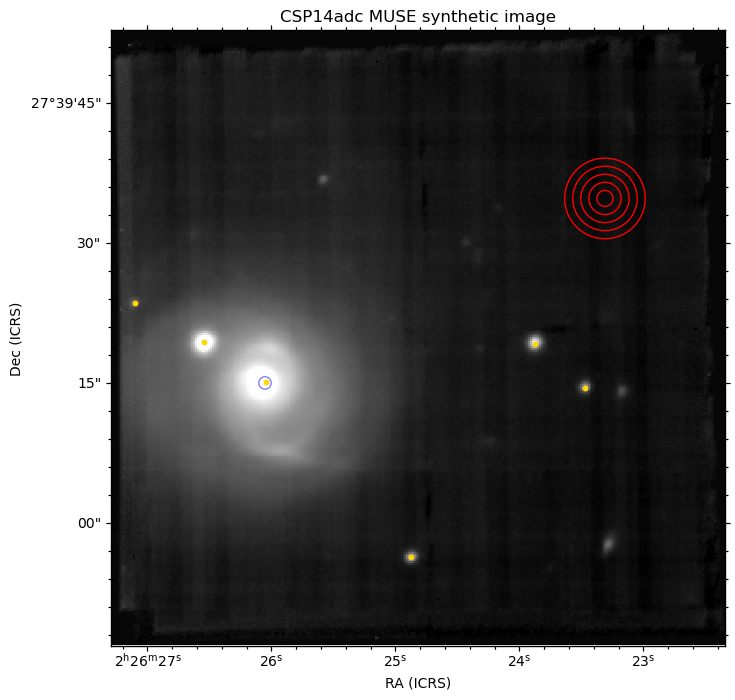 CSP14adc MUSE synthetic image
27°39'45"
30"
15"
00"
Dec (ICRS)
2ʰ26ᵐ27ˢ 26ˢ 25ˢ 24ˢ 23ˢ
RA (ICRS)